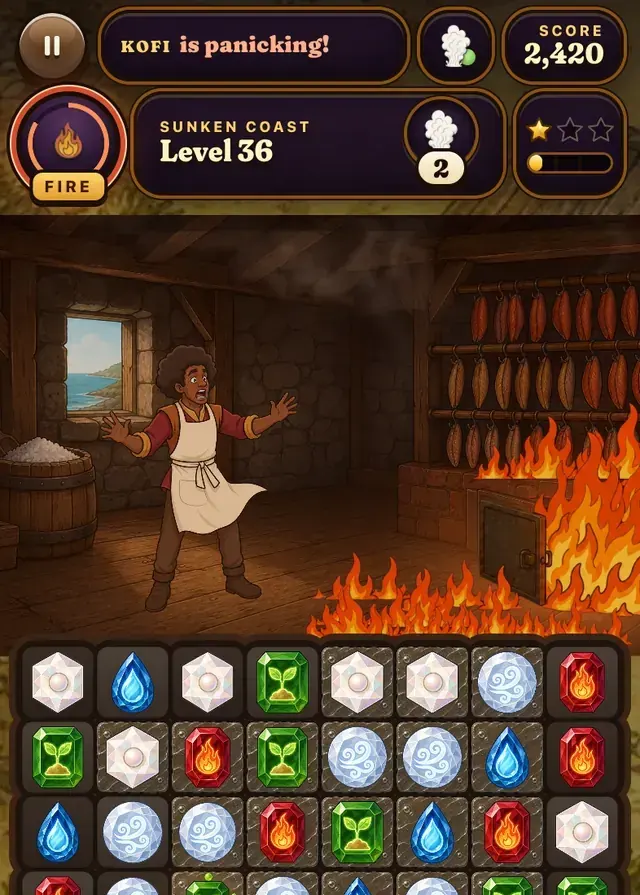 KOFI is panicking!
SCORE
2,420
FIRE
SUNKEN COAST
Level 36
2